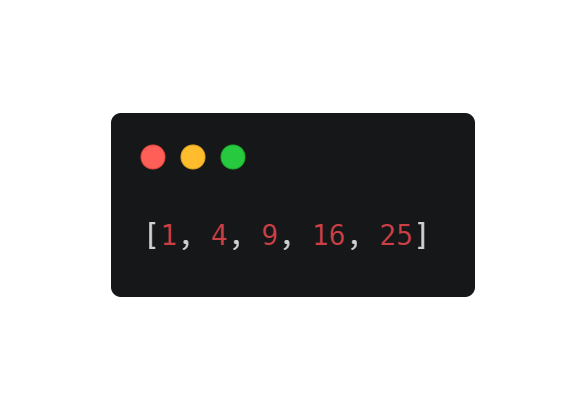 [1, 4, 9, 16, 25]